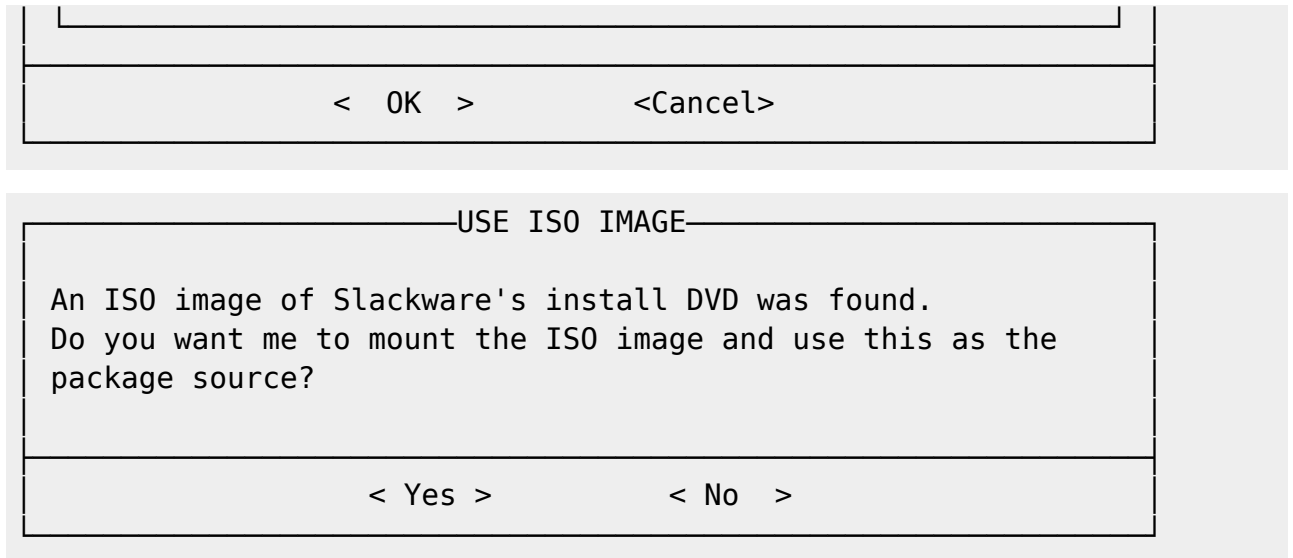 <  OK  >         <Cancel>
USE ISO IMAGE
An ISO image of Slackware's install DVD was found.
Do you want me to mount the ISO image and use this as the
package source?
< Yes >          < No  >